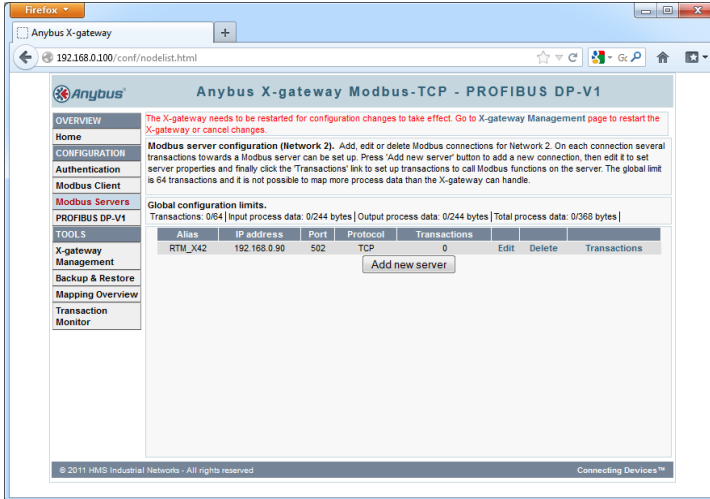 Firefox
Anybus X-gateway
192.168.0.100/conf/nodelist.html
Anybus
Anybus X-gateway Modbus-TCP - PROFIBUS DP-V1
OVERVIEW
Home
CONFIGURATION
Authentication
Modbus Client
Modbus Servers
PROFIBUS DP-V1
TOOLS
X-gateway
Management
Backup & Restore
Mapping Overview
Transaction
Monitor
The X-gateway needs to be restarted for configuration changes to take effect. Go to X-gateway Management page to restart the
X-gateway or cancel changes.
Modbus server configuration (Network 2). Add, edit or delete Modbus connections for Network 2. On each connection several
transactions towards a Modbus server can be set up. Press 'Add new server' button to add a new connection, then edit it to set
server properties and finally click the 'Transactions' link to set up transactions to call Modbus functions on the server. The global limit
is 64 transactions and it is not possible to map more process data than the X-gateway can handle.
Global configuration limits.
Transactions: 0/64 | Input process data: 0/244 bytes | Output process data: 0/244 bytes | Total process data: 0/368 bytes |
Alias IP address Port Protocol Transactions
RTM_X42 192.168.0.90 502 TCP 0 Edit Delete Transactions
Add new server
© 2011 HMS Industrial Networks - All rights reserved
Connecting Devices™